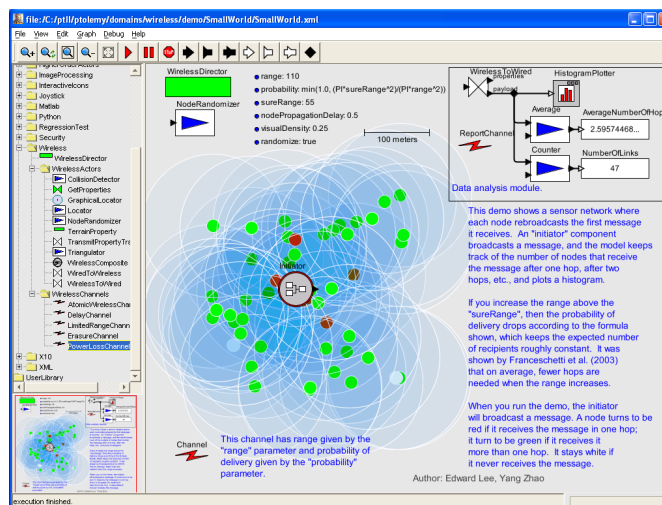 file:/C:/ptII/ptolemy/domains/wireless/demo/SmallWorld/SmallWorld.xml
File View Edit Graph Debug Help
STOP
HigherOrderActors
ImageProcessing
InteractiveIcons
Joystick
Matlab
Python
RegressionTest
Security
Wireless
WirelessDirector
WirelessActors
CollisionDetector
GetProperties
GraphicalLocator
Locator
NodeRandomizer
TerrainProperty
TransmitPropertyTra
Triangulator
WirelessComposite
WiredToWireless
WirelessToWired
WirelessChannels
AtomicWirelessChan
DelayChannel
LimitedRangeChann
ErasureChannel
PowerLossChannel
X10
XML
UserLibrary
execution finished.
WirelessDirector
NodeRandomizer
range: 110
probability: min(1.0, (PI*sureRange^2)/(PI*range^2))
sureRange: 55
nodePropagationDelay: 0.5
visualDensity: 0.25
randomize: true
100 meters
WirelessToWired
properties
payload
HistogramPlotter
Average
AverageNumberOfHop
2.59574468...
ReportChannel
Counter
NumberOfLinks
47
Data analysis module.
Initiator
This demo shows a sensor network where
each node rebroadcasts the first message
it receives. An "initiator" component
broadcasts a message, and the model keeps
track of the number of nodes that receive
the message after one hop, after two
hops, etc., and plots a histogram.
If you increase the range above the
"sureRange", then the probability of
delivery drops according to the formula
shown, which keeps the expected number
of recipients roughly constant. It was
shown by Franceschetti et al. (2003)
that on average, fewer hops are
needed when the range increases.
When you run the demo, the initiator
will broadcast a message. A node turns to be
red if it receives the message in one hop;
it turn to be green if it receives it
more than one hop. It stays white if
it never receives the message.
Channel
This channel has range given by the
"range" parameter and probability of
delivery given by the "probability"
parameter.
Author: Edward Lee, Yang Zhao